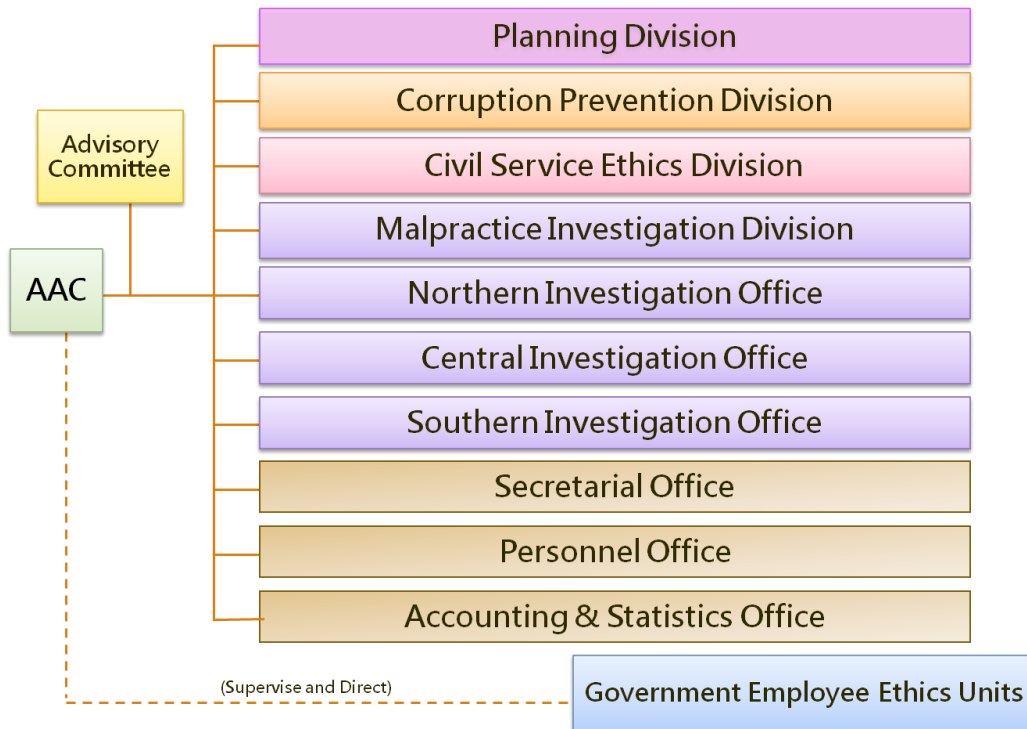 Planning Division
Corruption Prevention Division
Advisory
Committee
Civil Service Ethics Division
Malpractice Investigation Division
AAC
Northern Investigation Office
Central Investigation Office
Southern Investigation Office
Secretarial Office
Personnel Office
Accounting & Statistics Office
(Supervise and Direct)
Government Employee Ethics Units